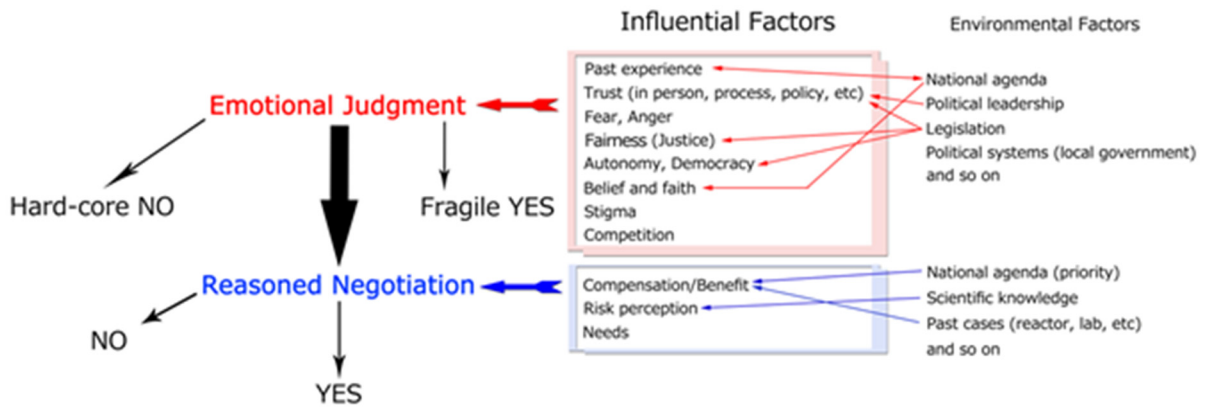 Influential Factors
Environmental Factors
Emotional Judgment
Hard-core NO
Fragile YES
Past experience
Trust (in person, process, policy, etc)
Fear, Anger
Fairness (Justice)
Autonomy, Democracy
Belief and faith
Stigma
Competition
National agenda
Political leadership
Legislation
Political systems (local government)
and so on
Reasoned Negotiation
NO
YES
Compensation/Benefit
Risk perception
Needs
National agenda (priority)
Scientific knowledge
Past cases (reactor, lab, etc)
and so on